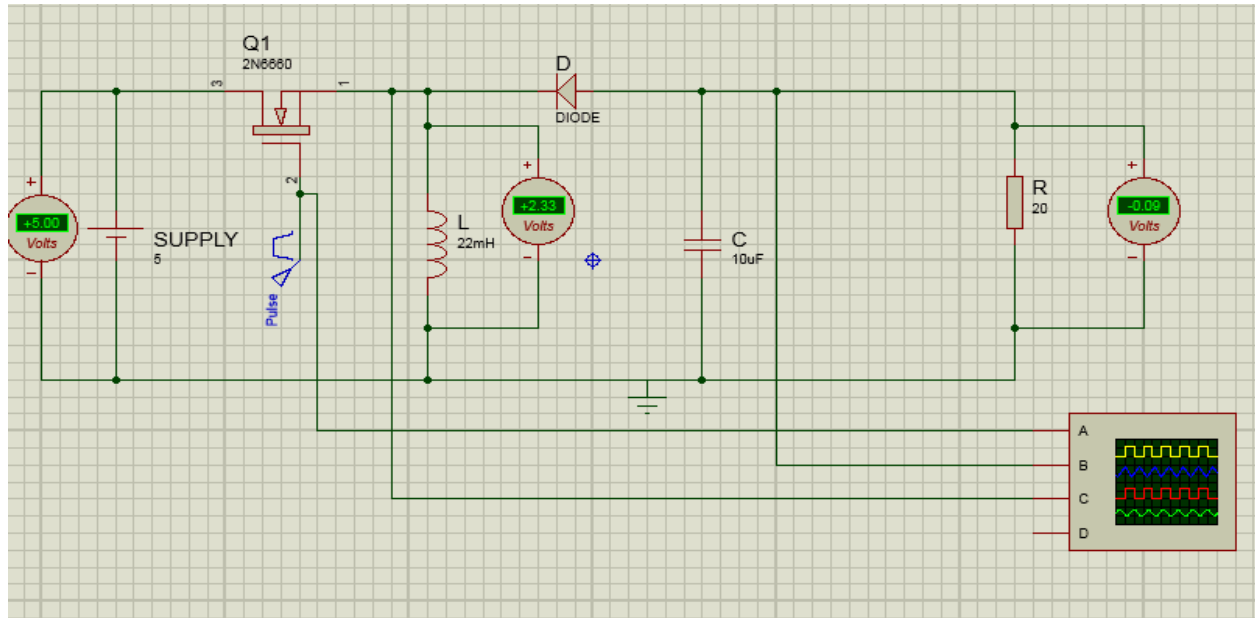 Q1
2N6660
3
1
2
D
DIODE
+
+5.00
Volts
−
SUPPLY
5
Pulse
L
22mH
+
+2.33
Volts
−
C
10uF
R
20
+
-0.09
Volts
−
A
B
C
D